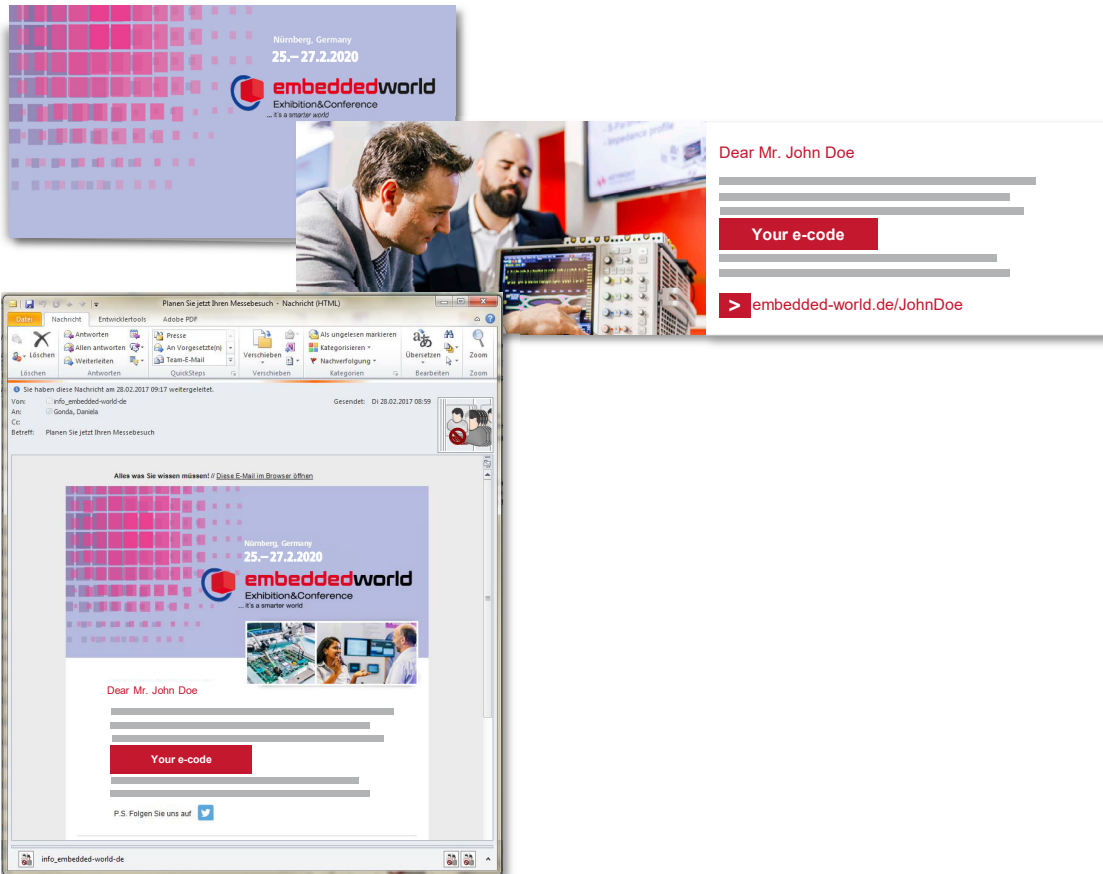 Nürnberg, Germany
25.–27.2.2020
embeddedworld
Exhibition&Conference
... it's a smarter world
Impedance profile
Dear Mr. John Doe
Your e-code
> embedded-world.de/JohnDoe
Planen Sie jetzt Ihren Messebesuch - Nachricht (HTML)
Datei Nachricht Entwicklertools Adobe PDF
Löschen
Antworten
Allen antworten
Weiterleiten
Presse
An Vorgesetzte(n)
Team-E-Mail
Verschieben
Als ungelesen markieren
Kategorisieren
Nachverfolgung
Übersetzen
Zoom
Löschen Antworten QuickSteps Verschieben Kategorien Bearbeiten Zoom
Sie haben diese Nachricht am 28.02.2017 09:17 weitergeleitet.
Von: info_embedded-world-de Gesendet: Di 28.02.2017 08:59
An: Gonda, Daniela
Cc:
Betreff: Planen Sie jetzt Ihren Messebesuch
Alles was Sie wissen müssen! // Diese E-Mail im Browser öffnen
Nürnberg, Germany
25.–27.2.2020
embeddedworld
Exhibition&Conference
... it's a smarter world
Dear Mr. John Doe
Your e-code
P.S. Folgen Sie uns auf
info_embedded-world-de